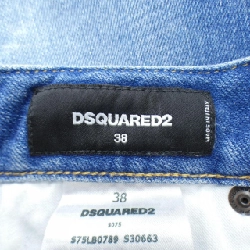 DSQUARED2
38
MADE IN ITALY
38
DSQUARED2
S75LB0789 S30663